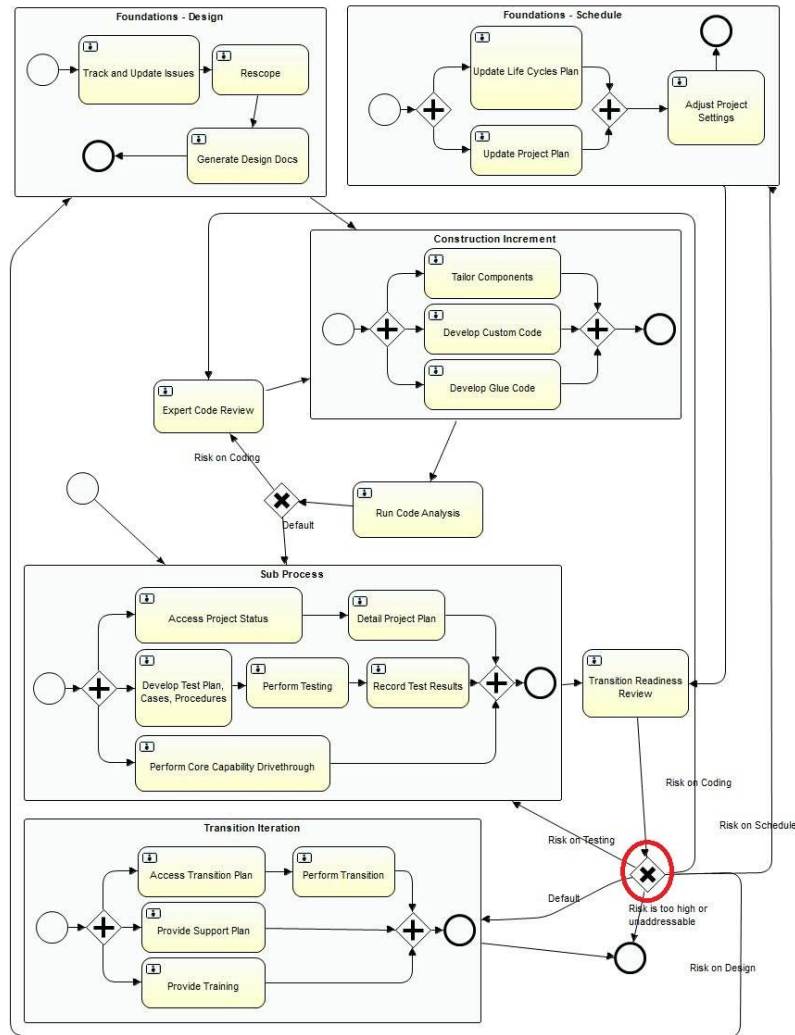 Foundations - Design
Track and Update Issues
Rescope
Generate Design Docs
Foundations - Schedule
Update Life Cycles Plan
Update Project Plan
Adjust Project
Settings
Construction Increment
Tailor Components
Develop Custom Code
Develop Glue Code
Expert Code Review
Risk on Coding
Run Code Analysis
Default
Sub Process
Access Project Status
Detail Project Plan
Develop Test Plan,
Cases, Procedures
Perform Testing
Record Test Results
Perform Core Capability Drivethrough
Transition Readiness
Review
Risk on Coding
Risk on Schedule
Risk on Testing
Default
Risk is too high or
unaddressable
Risk on Design
Transition Iteration
Access Transition Plan
Perform Transition
Provide Support Plan
Provide Training